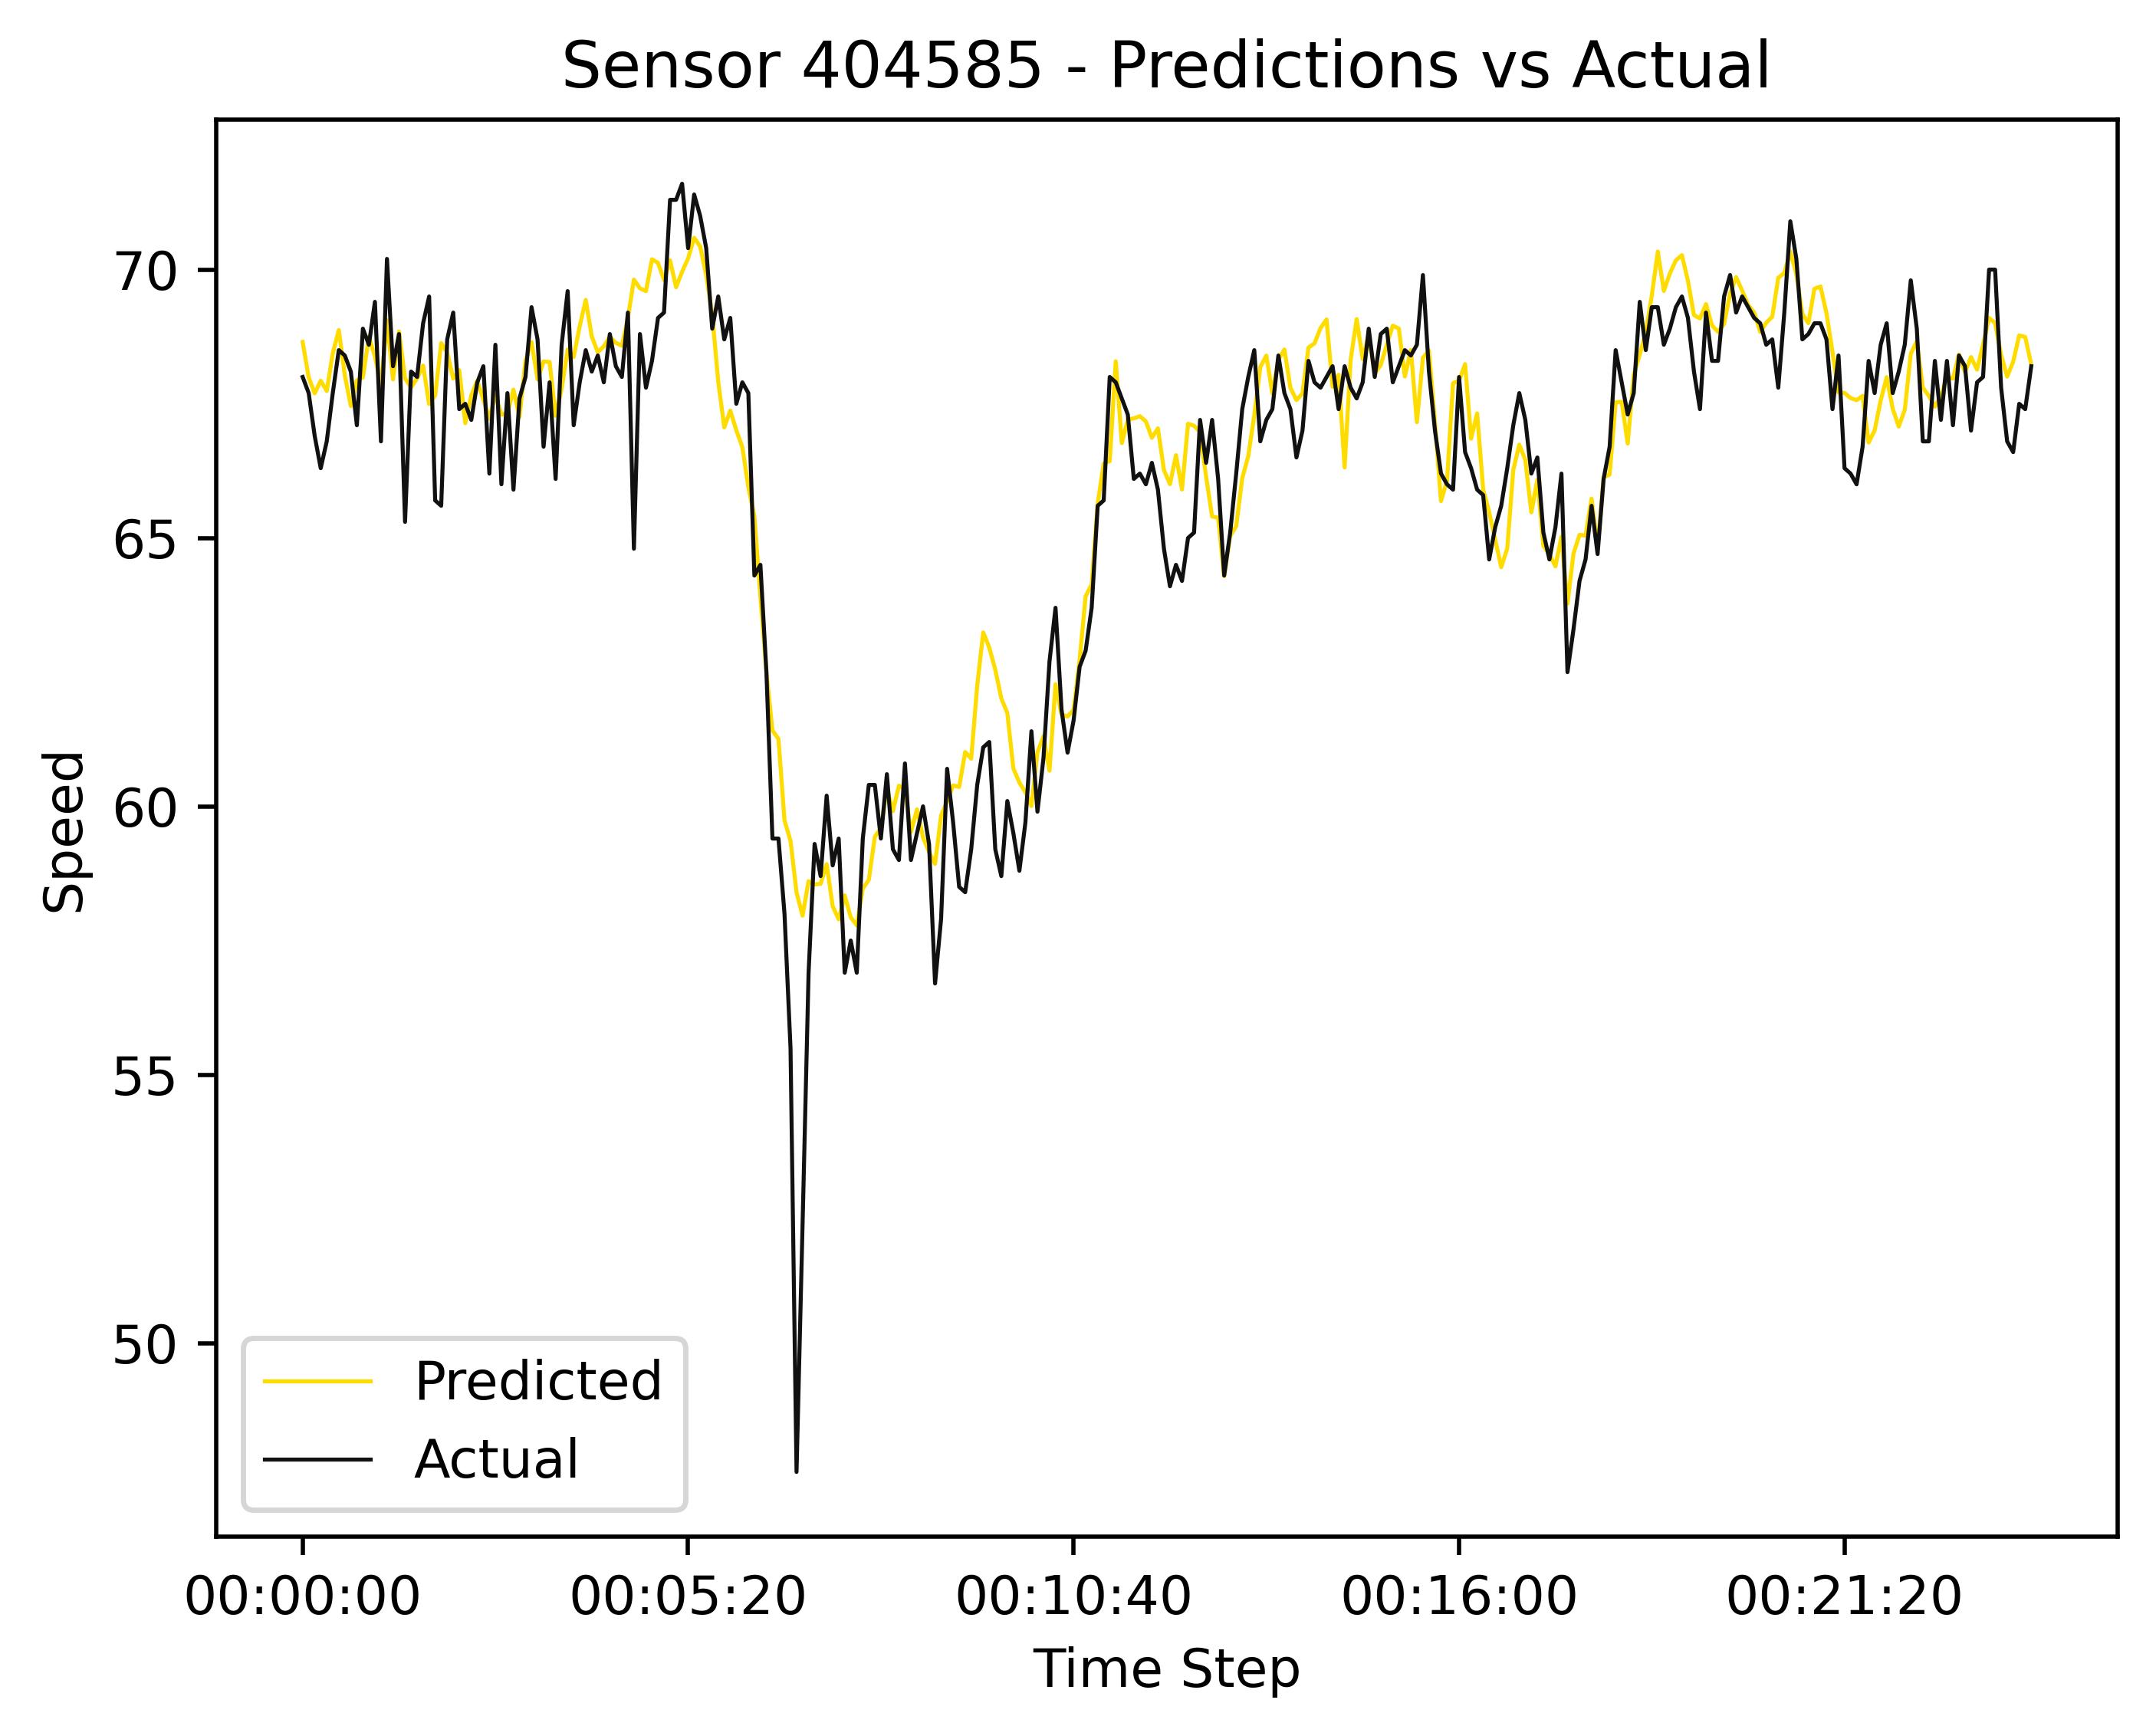 Sensor 404585 - Predictions vs Actual
Speed
70
65
60
55
50
Predicted
Actual
00:00:00 00:05:20 00:10:40 00:16:00 00:21:20
Time Step